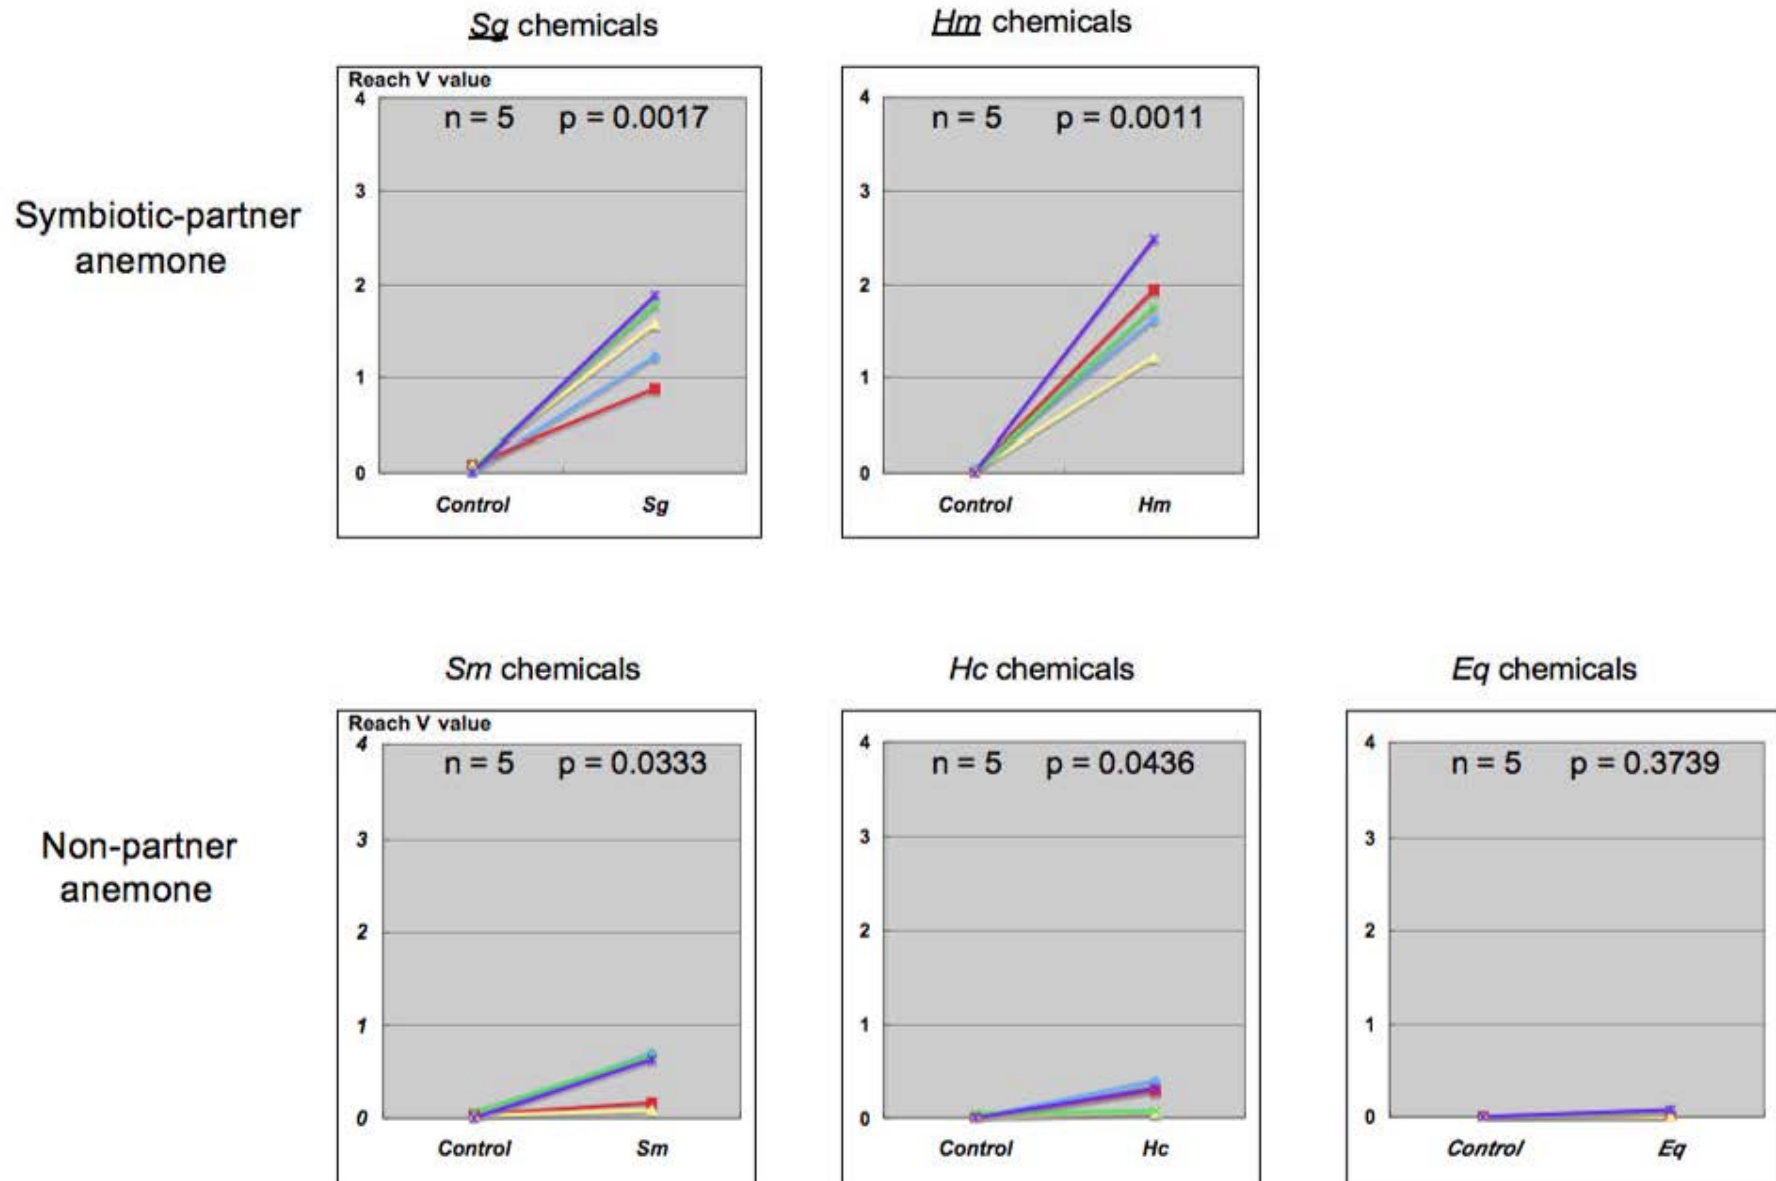 Sg chemicals
Hm chemicals
Symbiotic-partner
anemone
Reach V value
n = 5 p = 0.0017
4
3
2
1
0
Control Sg
n = 5 p = 0.0011
4
3
2
1
0
Control Hm
Sm chemicals
Hc chemicals
Eq chemicals
Non-partner
anemone
Reach V value
n = 5 p = 0.0333
4
3
2
1
0
Control Sm
n = 5 p = 0.0436
4
3
2
1
0
Control Hc
n = 5 p = 0.3739
4
3
2
1
0
Control Eq